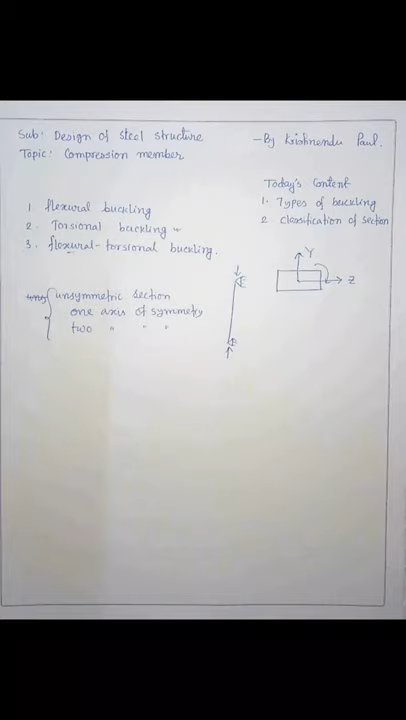 Sub: Design of steel structure
Topic: Compression member
- By Krishnendu Paul.
Today's Content
1. Types of buckling
2 classification of section
1. flexural buckling
2. Torsional buckling
3. flexural-torsional buckling.
unsymmetric section
one axis of symmetry
two " " "
Y
Z